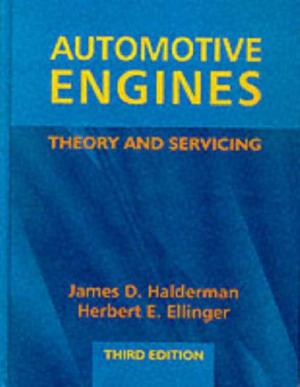 AUTOMOTIVE
ENGINES
THEORY AND SERVICING
James D. Halderman
Herbert E. Ellinger
THIRD EDITION